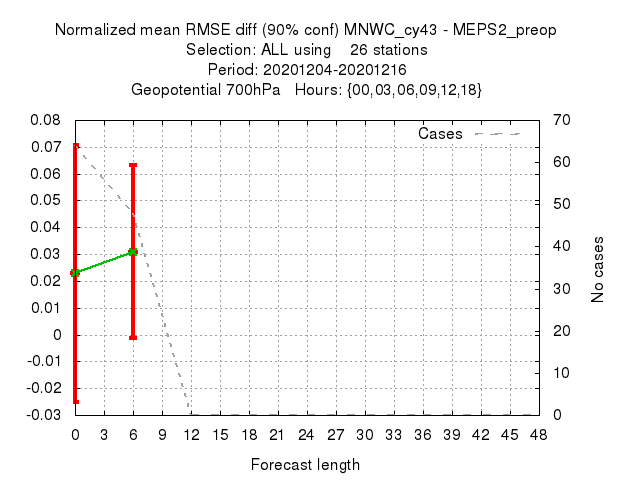 Normalized mean RMSE diff (90% conf) MNWC_cy43 - MEPS2_preop
Selection: ALL using    26 stations
Period: 20201204-20201216
Geopotential 700hPa   Hours: {00,03,06,09,12,18}
Cases
0.08
0.07
0.06
0.05
0.04
0.03
0.02
0.01
0
-0.01
-0.02
-0.03
70
60
50
40
30
20
10
0
No cases
0 3 6 9 12 15 18 21 24 27 30 33 36 39 42 45 48
Forecast length